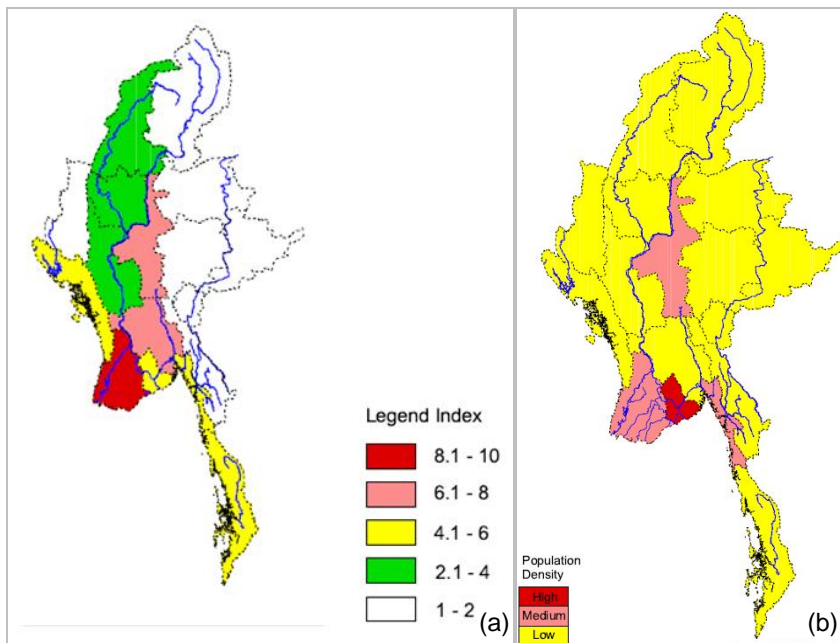 Legend Index
8.1 - 10
6.1 - 8
4.1 - 6
2.1 - 4
1 - 2
(a)
Population
Density
High
Medium
Low
(b)